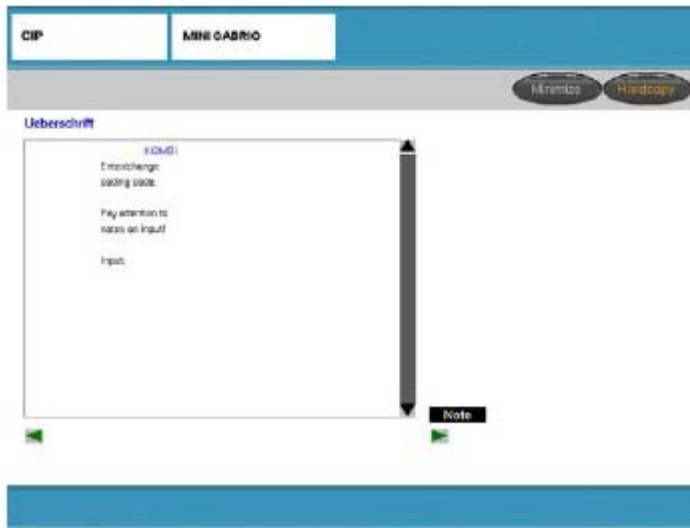 CIP
MINI CABRIO
Minimize
Hardcopy
Ueberschrift
KOMBI
Enter/change
coding code.
Pay attention to
notes on input!
Input:
Note